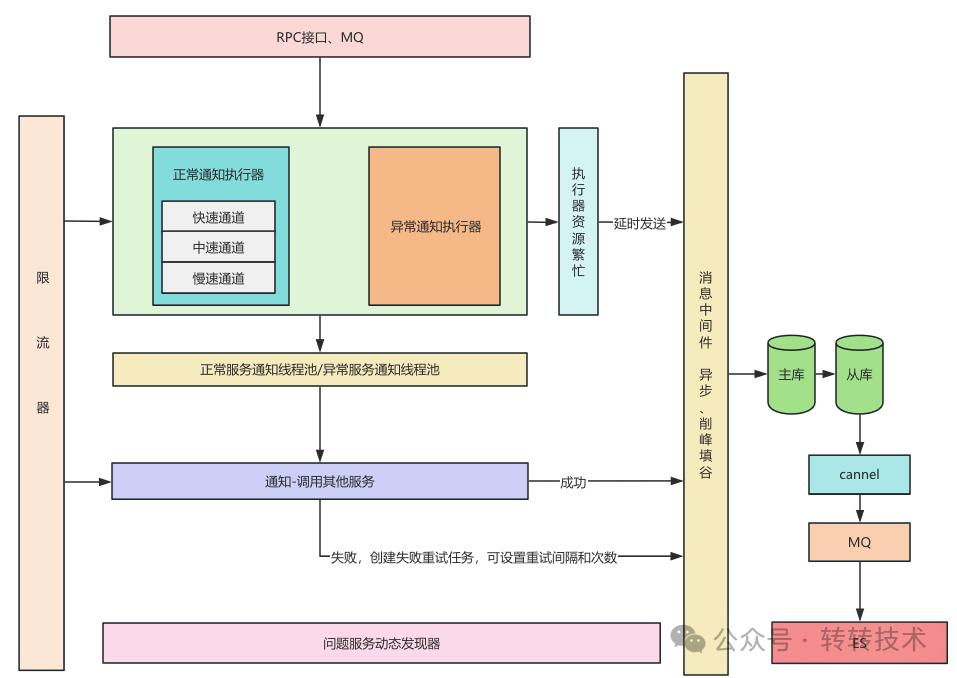 RPC接口、MQ
限流器
正常通知执行器
快速通道
中速通道
慢速通道
异常通知执行器
执行器资源繁忙
延时发送
消息中间件 异步、削峰填谷
正常服务通知线程池/异常服务通知线程池
主库
从库
通知-调用其他服务
成功
cannel
MQ
失败，创建失败重试任务，可设置重试间隔和次数
问题服务动态发现器
ES
公众号 · 转转技术